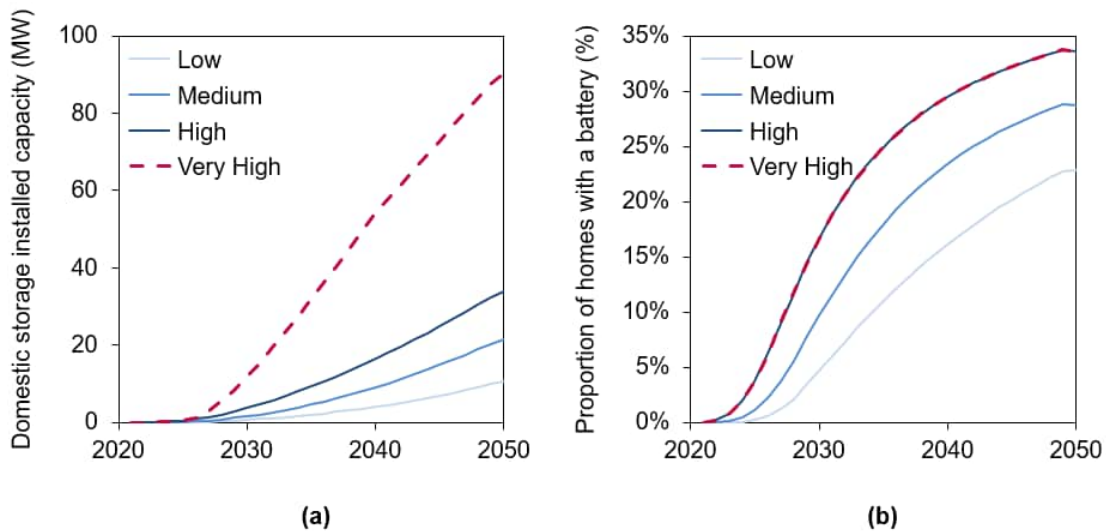 Domestic storage installed capacity (MW)
100
80
60
40
20
0
Low
Medium
High
Very High
2020
2030
2040
2050
(a)
Proportion of homes with a battery (%)
35%
30%
25%
20%
15%
10%
5%
0%
Low
Medium
High
Very High
2020
2030
2040
2050
(b)